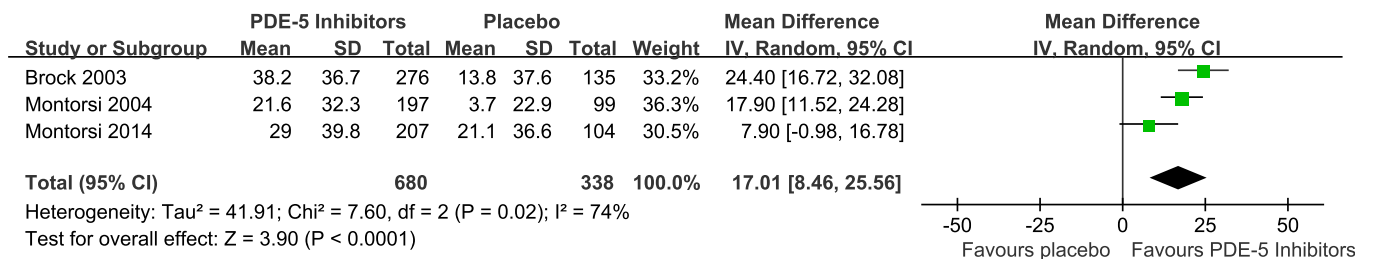 PDE-5 Inhibitors Placebo Mean Difference Mean Difference
Study or Subgroup Mean SD Total Mean SD Total Weight IV, Random, 95% CI IV, Random, 95% CI
Brock 2003 38.2 36.7 276 13.8 37.6 135 33.2% 24.40 [16.72, 32.08]
Montorsi 2004 21.6 32.3 197 3.7 22.9 99 36.3% 17.90 [11.52, 24.28]
Montorsi 2014 29 39.8 207 21.1 36.6 104 30.5% 7.90 [-0.98, 16.78]
Total (95% CI) 680 338 100.0% 17.01 [8.46, 25.56]
Heterogeneity: Tau² = 41.91; Chi² = 7.60, df = 2 (P = 0.02); I² = 74%
Test for overall effect: Z = 3.90 (P < 0.0001)
-50 -25 0 25 50
Favours placebo Favours PDE-5 Inhibitors